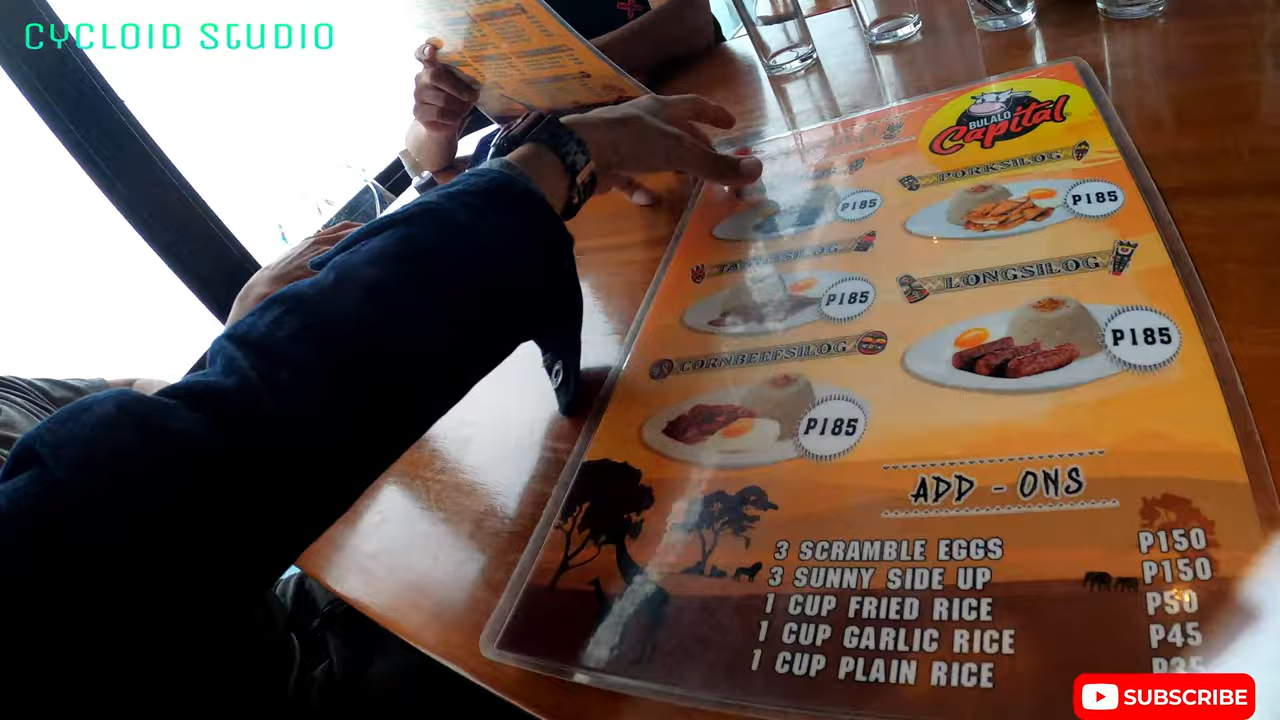 CYCLOID StUDIO
BULALO
Capital
PORKSILOG
P185
P185
LONGSILOG
P185
P185
CORNBEEFSILOG
P185
ADD - ONS
3 SCRAMBLE EGGS P150
3 SUNNY SIDE UP P150
1 CUP FRIED RICE P50
1 CUP GARLIC RICE P45
1 CUP PLAIN RICE P35
SUBSCRIBE